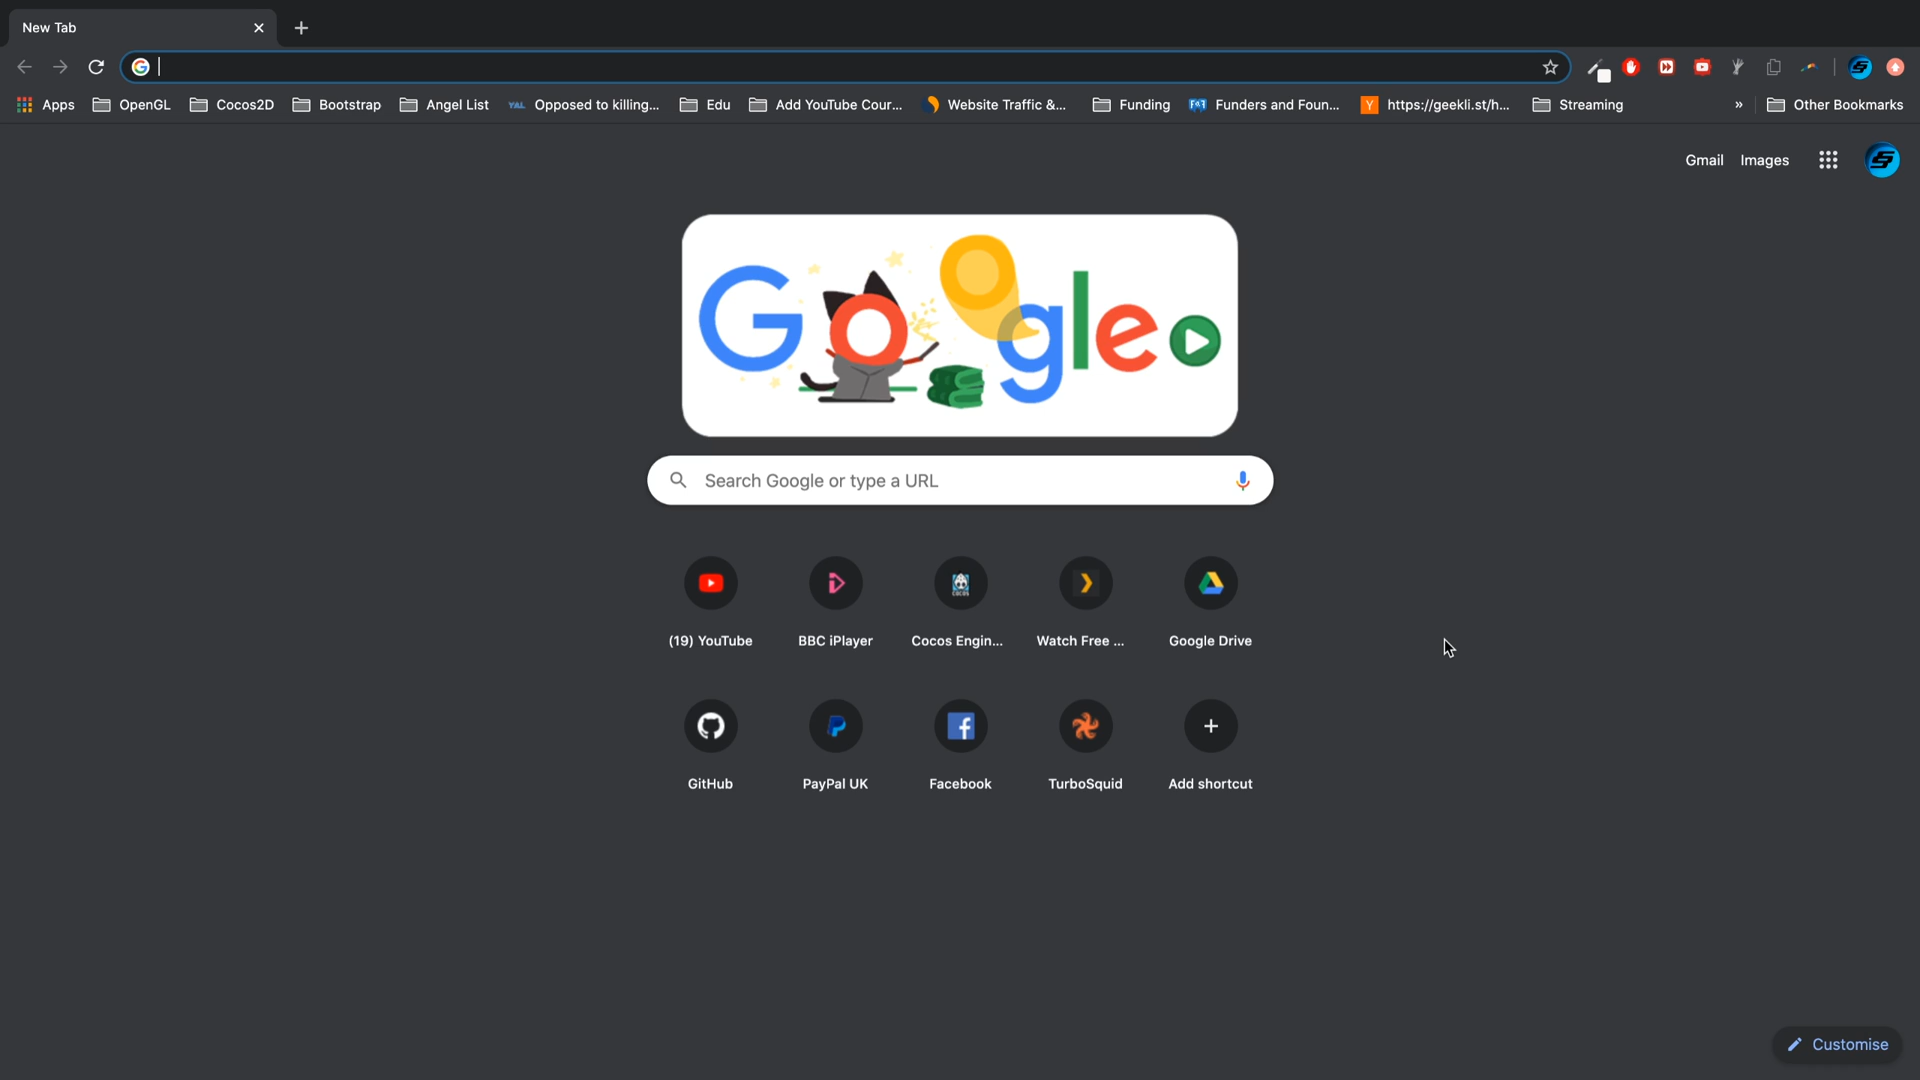 New Tab
Apps OpenGL Cocos2D Bootstrap Angel List YAL Opposed to killing... Edu Add YouTube Cour... Website Traffic &... Funding F&F Funders and Foun... Y https://geekli.st/h... Streaming » Other Bookmarks
Gmail Images
Google
Search Google or type a URL
(19) YouTube BBC iPlayer Cocos Engin... Watch Free ... Google Drive
GitHub PayPal UK Facebook TurboSquid Add shortcut
Customise